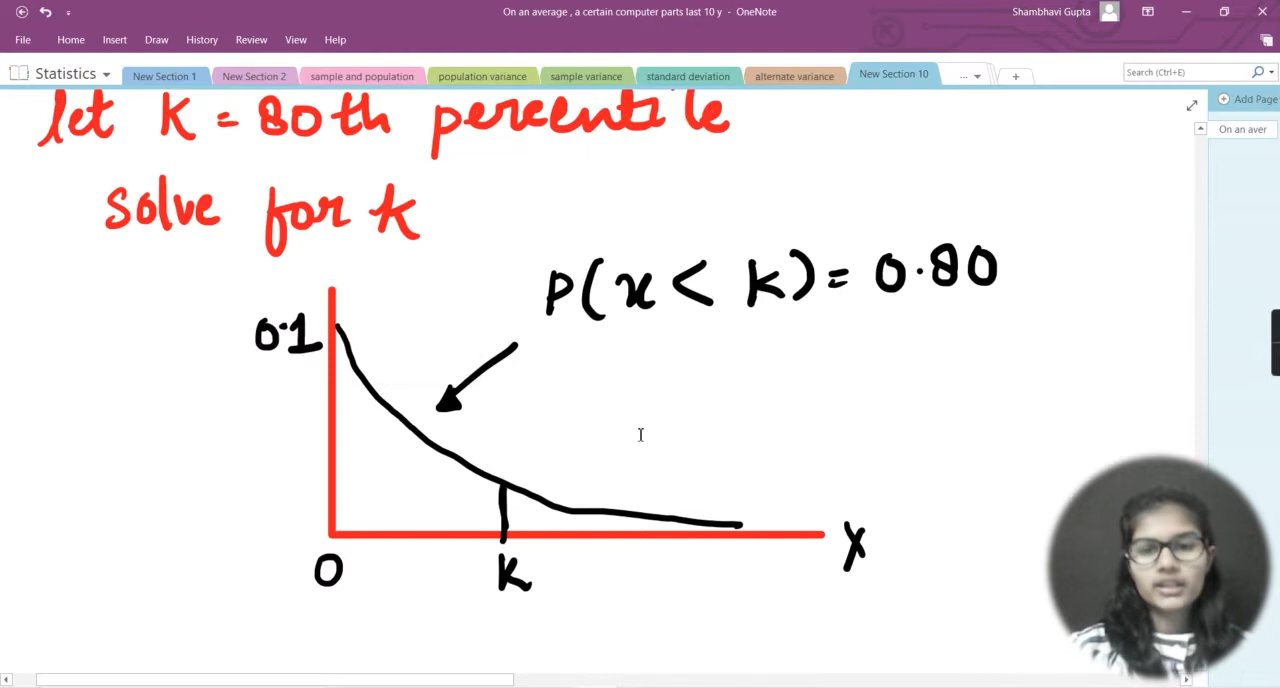 On an average , a certain computer parts last 10 y - OneNote
Shambhavi Gupta
File Home Insert Draw History Review View Help
Statistics
New Section 1 New Section 2 sample and population population variance sample variance standard deviation alternate variance New Section 10 ... +
Search (Ctrl+E)
Add Page
On an aver
let k = 80th percentile
solve for k
P(x < k) = 0.80
0.1
0
k
X